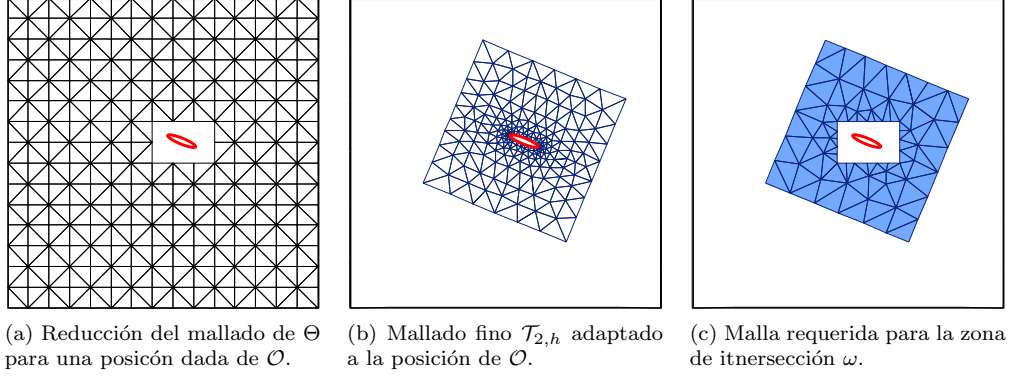 (a) Reducción del mallado de Θ
para una posicón dada de 𝒪.
(b) Mallado fino 𝒯₂,ₕ adaptado
a la posición de 𝒪.
(c) Malla requerida para la zona
de itnersección ω.